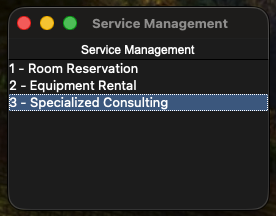 Service Management
Service Management
1 - Room Reservation
2 - Equipment Rental
3 - Specialized Consulting